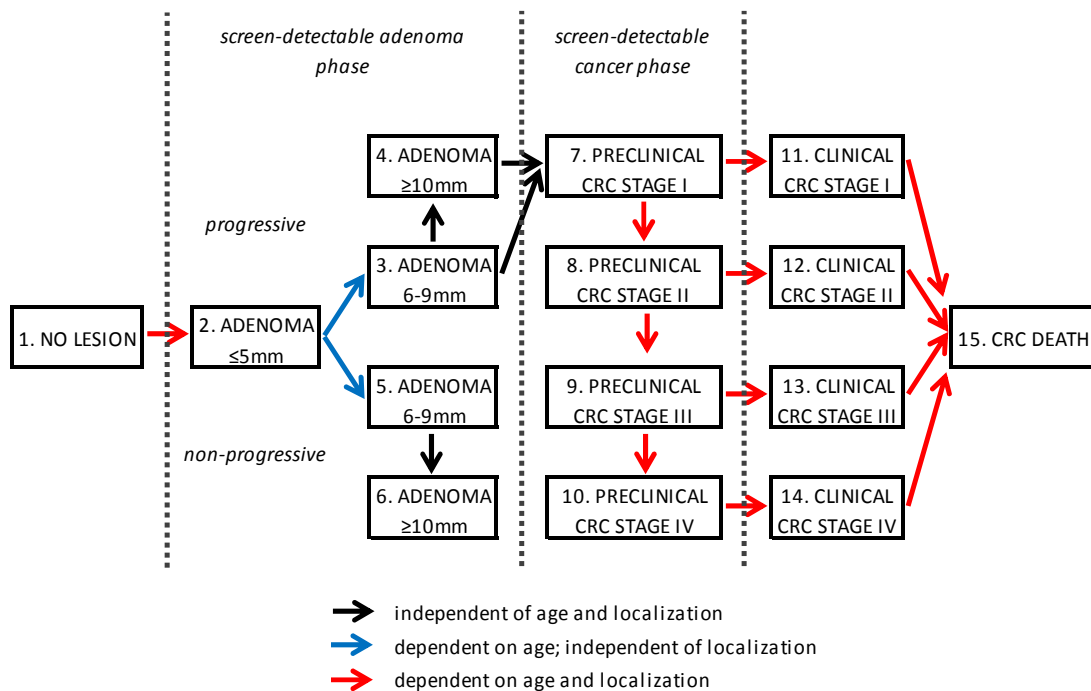 screen-detectable adenoma
phase
screen-detectable
cancer phase
4. ADENOMA
≥10mm
7. PRECLINICAL
CRC STAGE I
11. CLINICAL
CRC STAGE I
progressive
3. ADENOMA
6-9mm
8. PRECLINICAL
CRC STAGE II
12. CLINICAL
CRC STAGE II
1. NO LESION
2. ADENOMA
≤5mm
15. CRC DEATH
5. ADENOMA
6-9mm
9. PRECLINICAL
CRC STAGE III
13. CLINICAL
CRC STAGE III
non-progressive
6. ADENOMA
≥10mm
10. PRECLINICAL
CRC STAGE IV
14. CLINICAL
CRC STAGE IV
independent of age and localization
dependent on age; independent of localization
dependent on age and localization